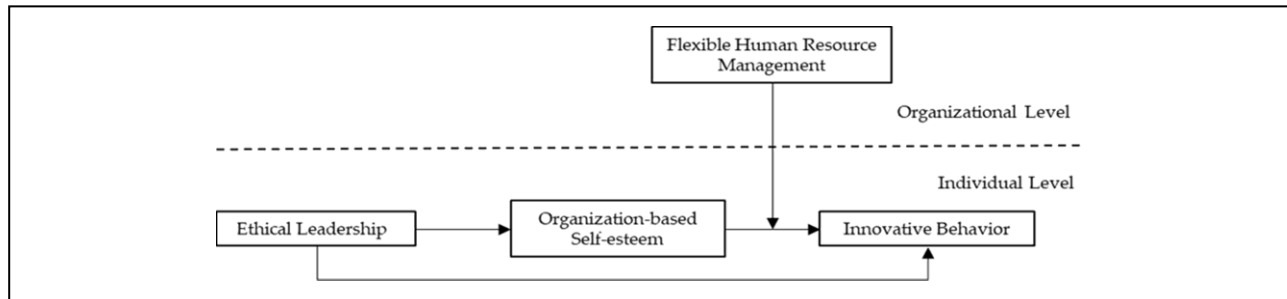 Flexible Human Resource
Management
Organizational Level
Individual Level
Ethical Leadership
Organization-based
Self-esteem
Innovative Behavior